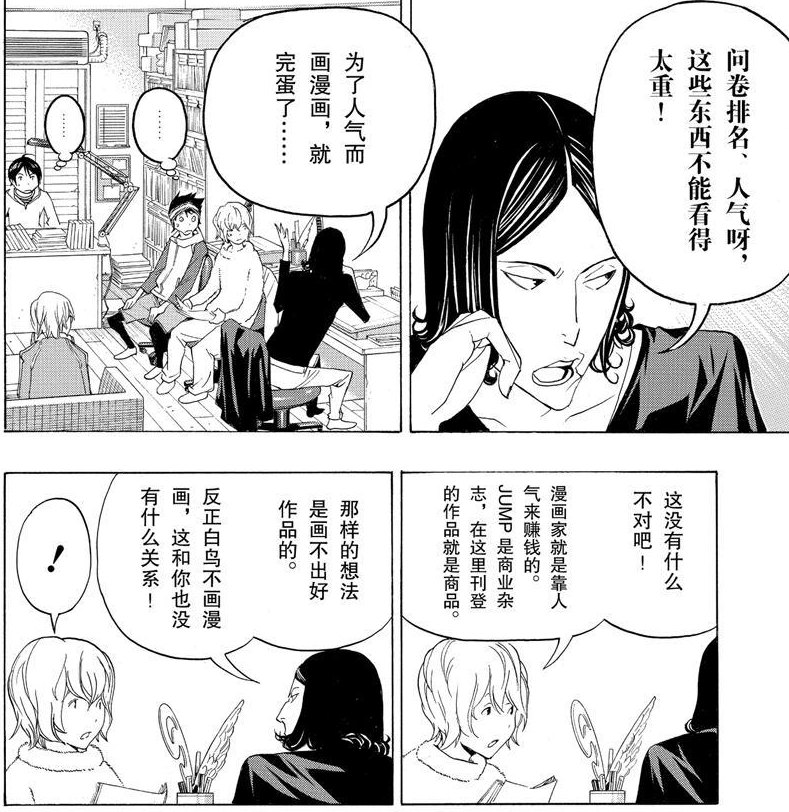 问卷排名、人气呀，
这些东西不能看得
太重！
为了人气而
画漫画，就
完蛋了……
……
……
这没有什么
不对吧！
漫画家就是靠人
气来赚钱的。
JUMP 是商业杂
志，在这里刊登
的作品就是商品。
那样的想法
是画不出好
作品的。
反正白鸟不画漫
画，这和你也没
有什么关系！
！